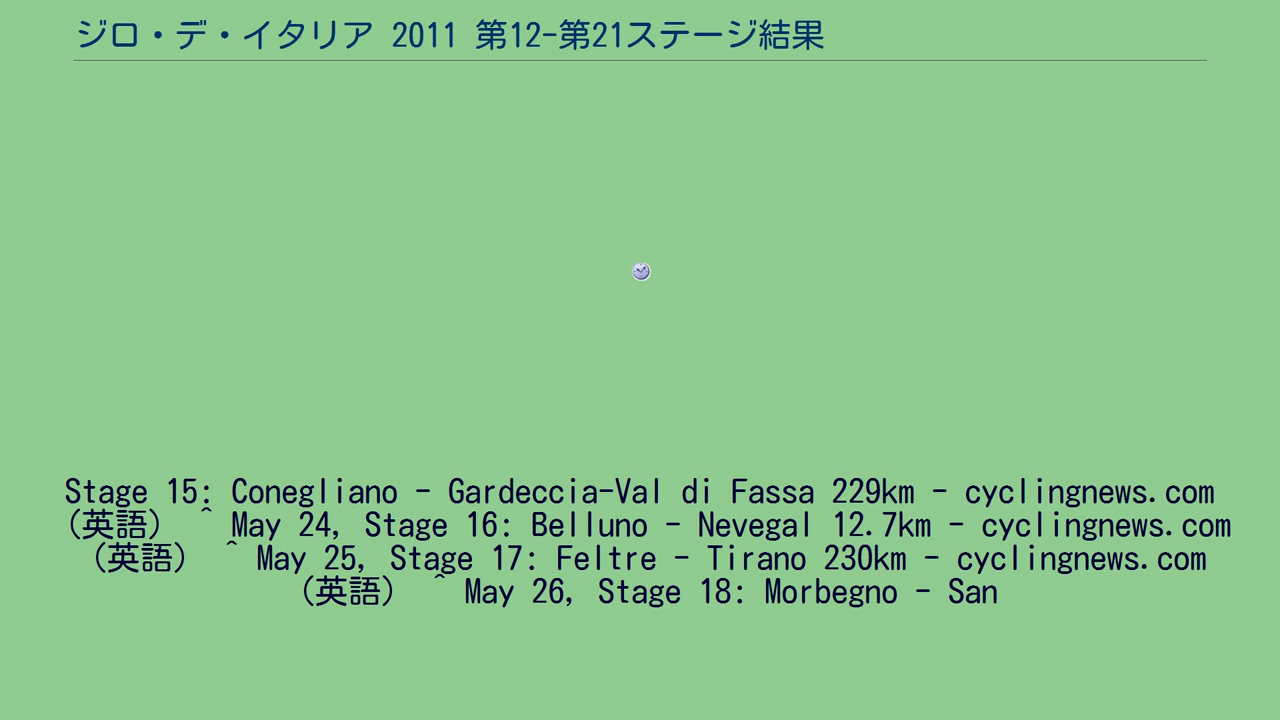 ジロ・デ・イタリア 2011 第12-第21ステージ結果
Stage 15: Conegliano – Gardeccia–Val di Fassa 229km – cyclingnews.com
（英語） ^ May 24, Stage 16: Belluno – Nevegal 12.7km – cyclingnews.com
（英語） ^ May 25, Stage 17: Feltre – Tirano 230km – cyclingnews.com
（英語） ^ May 26, Stage 18: Morbegno – San